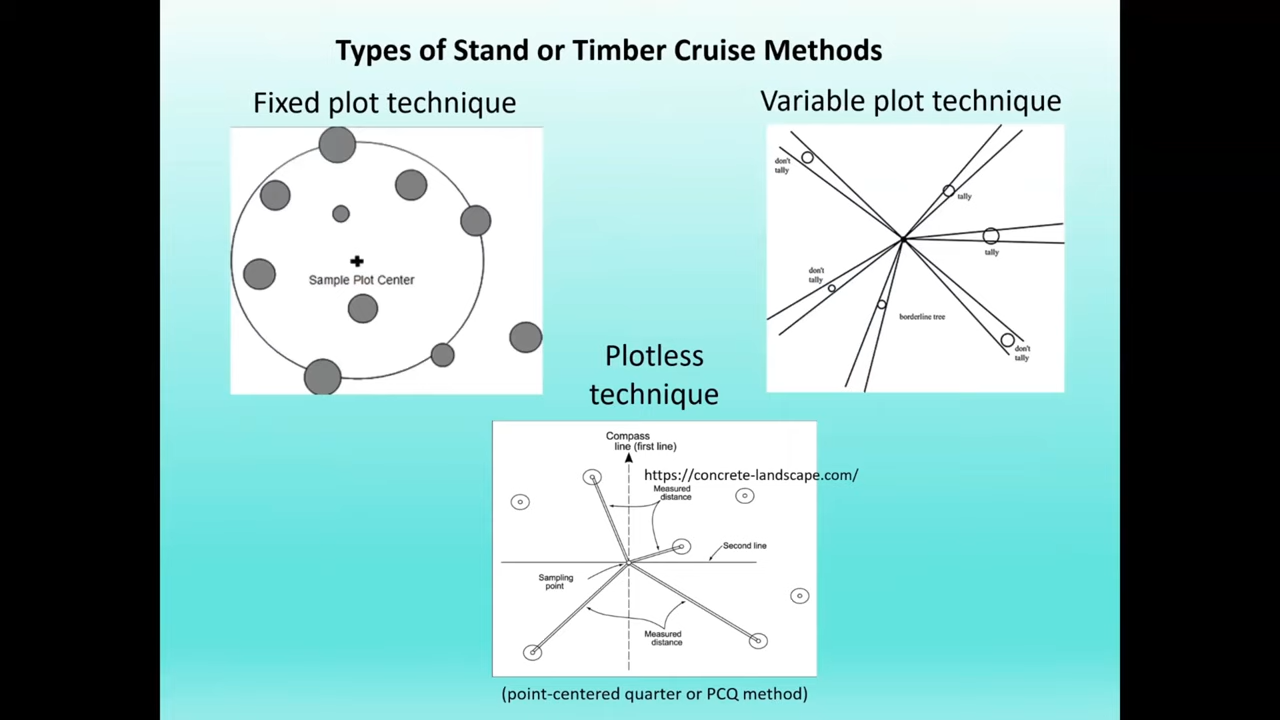 Types of Stand or Timber Cruise Methods
Fixed plot technique
Sample Plot Center
Variable plot technique
don't
tally
tally
tally
don't
tally
borderline tree
don't
tally
Plotless
technique
Compass
line (first line)
https://concrete-landscape.com/
Measured
distance
Second line
Sampling
point
Measured
distance
(point-centered quarter or PCQ method)